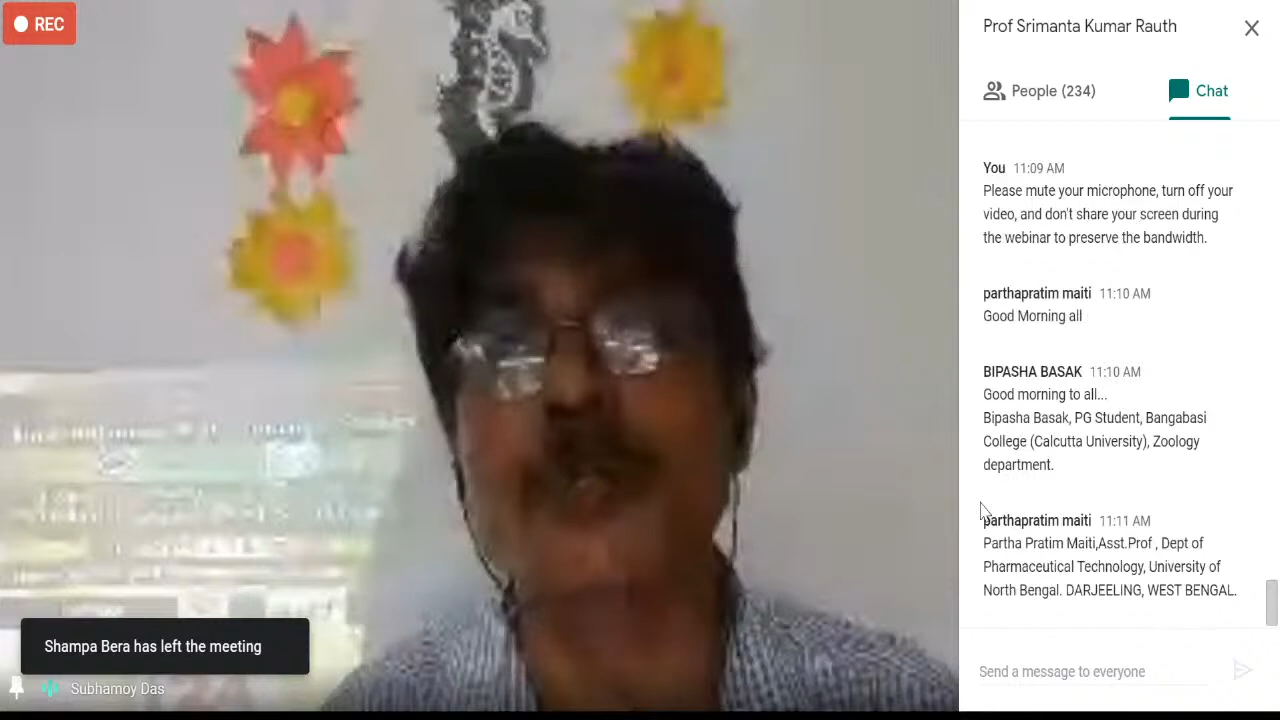 REC
Prof Srimanta Kumar Rauth
People (234)
Chat
You 11:09 AM
Please mute your microphone, turn off your
video, and don't share your screen during
the webinar to preserve the bandwidth.
parthapratim maiti 11:10 AM
Good Morning all
BIPASHA BASAK 11:10 AM
Good morning to all...
Bipasha Basak, PG Student, Bangabasi
College (Calcutta University), Zoology
department.
parthapratim maiti 11:11 AM
Partha Pratim Maiti,Asst.Prof , Dept of
Pharmaceutical Technology, University of
North Bengal. DARJEELING, WEST BENGAL.
Send a message to everyone
Shampa Bera has left the meeting
Subhamoy Das